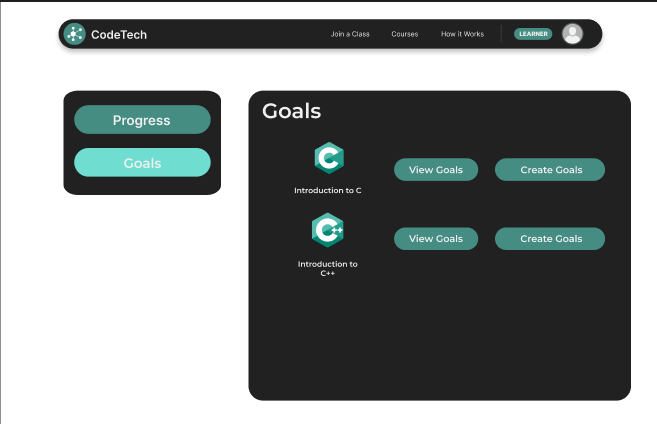 CodeTech
Join a Class
Courses
How it Works
LEARNER
Progress
Goals
Goals
C
Introduction to C
View Goals
Create Goals
C++
Introduction to
C++
View Goals
Create Goals